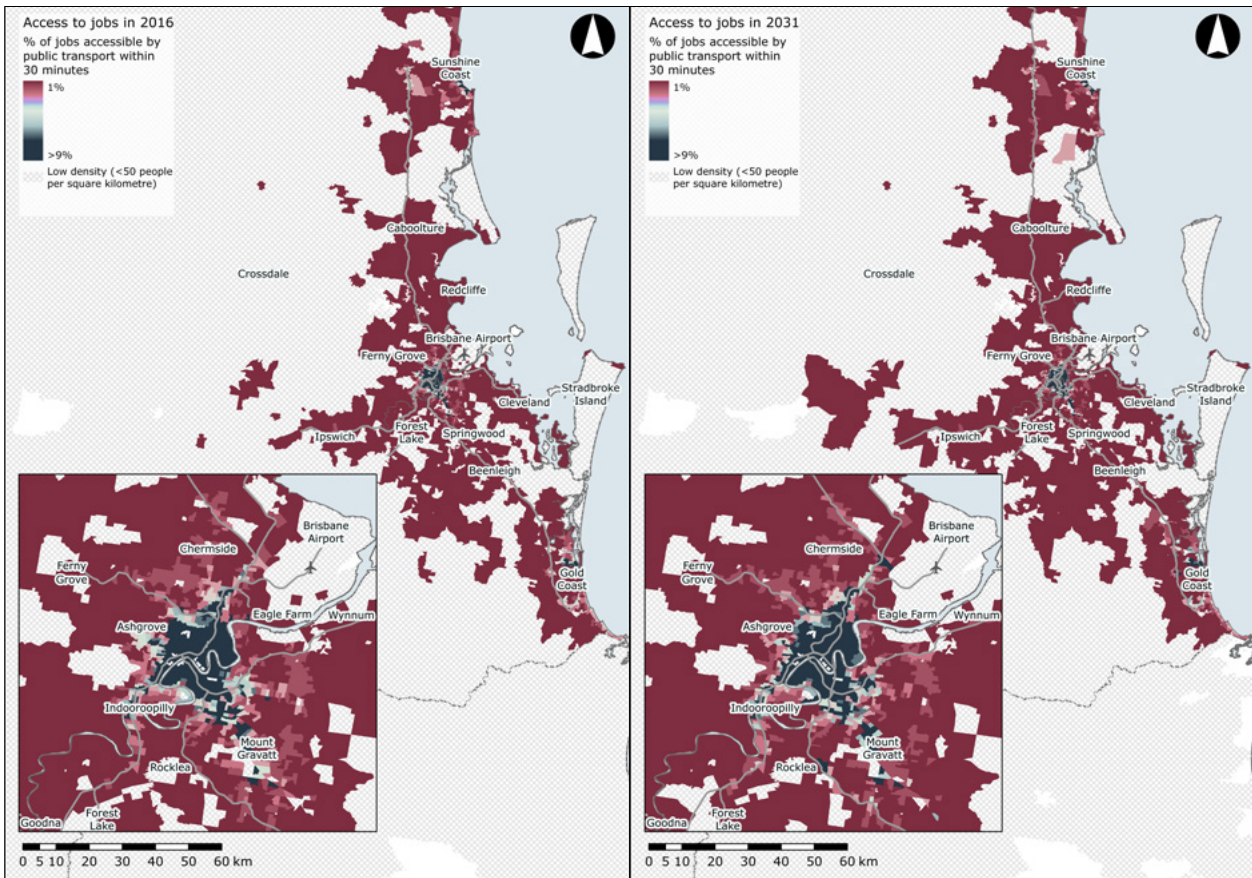 Access to jobs in 2016
% of jobs accessible by
public transport within
30 minutes
1%
>9%
Low density (<50 people
per square kilometre)
Sunshine
Coast
Caboolture
Crossdale
Redcliffe
Brisbane Airport
Ferny Grove
Stradbroke
Island
Cleveland
Forest
Lake
Ipswich
Springwood
Beenleigh
Gold
Coast
Brisbane
Airport
Chermside
Ferny
Grove
Eagle Farm
Wynnum
Ashgrove
Indooroopilly
Mount
Gravatt
Rocklea
Forest
Lake
Goodna
0 5 10 20 30 40 50 60 km
Access to jobs in 2031
% of jobs accessible by
public transport within
30 minutes
1%
>9%
Low density (<50 people
per square kilometre)
Sunshine
Coast
Caboolture
Crossdale
Redcliffe
Brisbane Airport
Ferny Grove
Stradbroke
Island
Cleveland
Forest
Lake
Ipswich
Springwood
Beenleigh
Gold
Coast
Brisbane
Airport
Chermside
Ferny
Grove
Eagle Farm
Wynnum
Ashgrove
Indooroopilly
Mount
Gravatt
Rocklea
Forest
Lake
Goodna
0 5 10 20 30 40 50 60 km